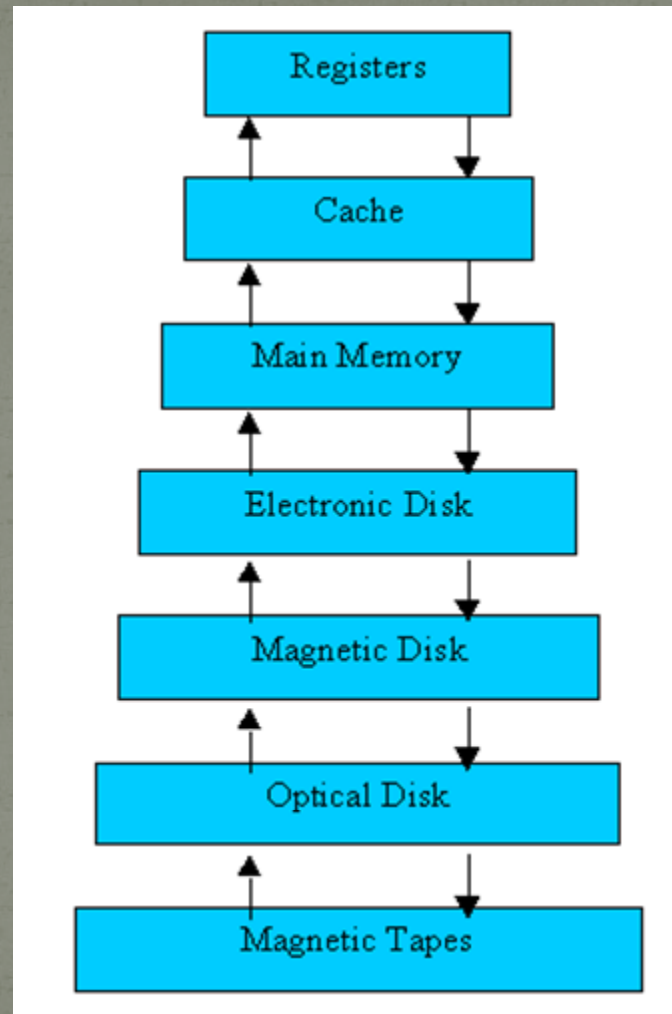 Registers
Cache
Main Memory
Electronic Disk
Magnetic Disk
Optical Disk
Magnetic Tapes